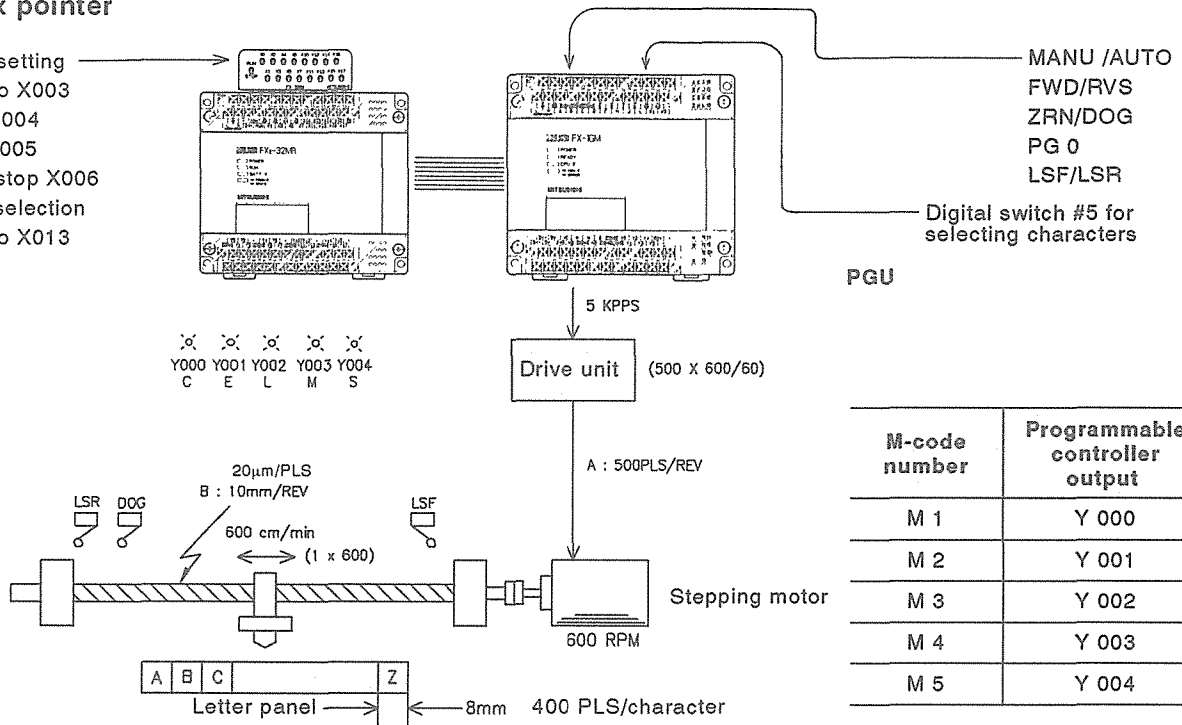 x pointer
setting
o X003
004
005
stop X006
selection
o X013
FX-1GM
MITSUBISHI
MITSUBISHI
MANU /AUTO
FWD/RVS
ZRN/DOG
PG 0
LSF/LSR
Digital switch #5 for
selecting characters
PGU
5 KPPS
Drive unit
(500 X 600/60)
Y000 Y001 Y002 Y003 Y004
C E L M S
A : 500PLS/REV
20μm/PLS
B : 10mm/REV
LSR DOG
LSF
600 cm/min
(1 x 600)
Stepping motor
600 RPM
A B C Z
Letter panel
8mm 400 PLS/character
M-code number
Programmable controller output
M 1 Y 000
M 2 Y 001
M 3 Y 002
M 4 Y 003
M 5 Y 004